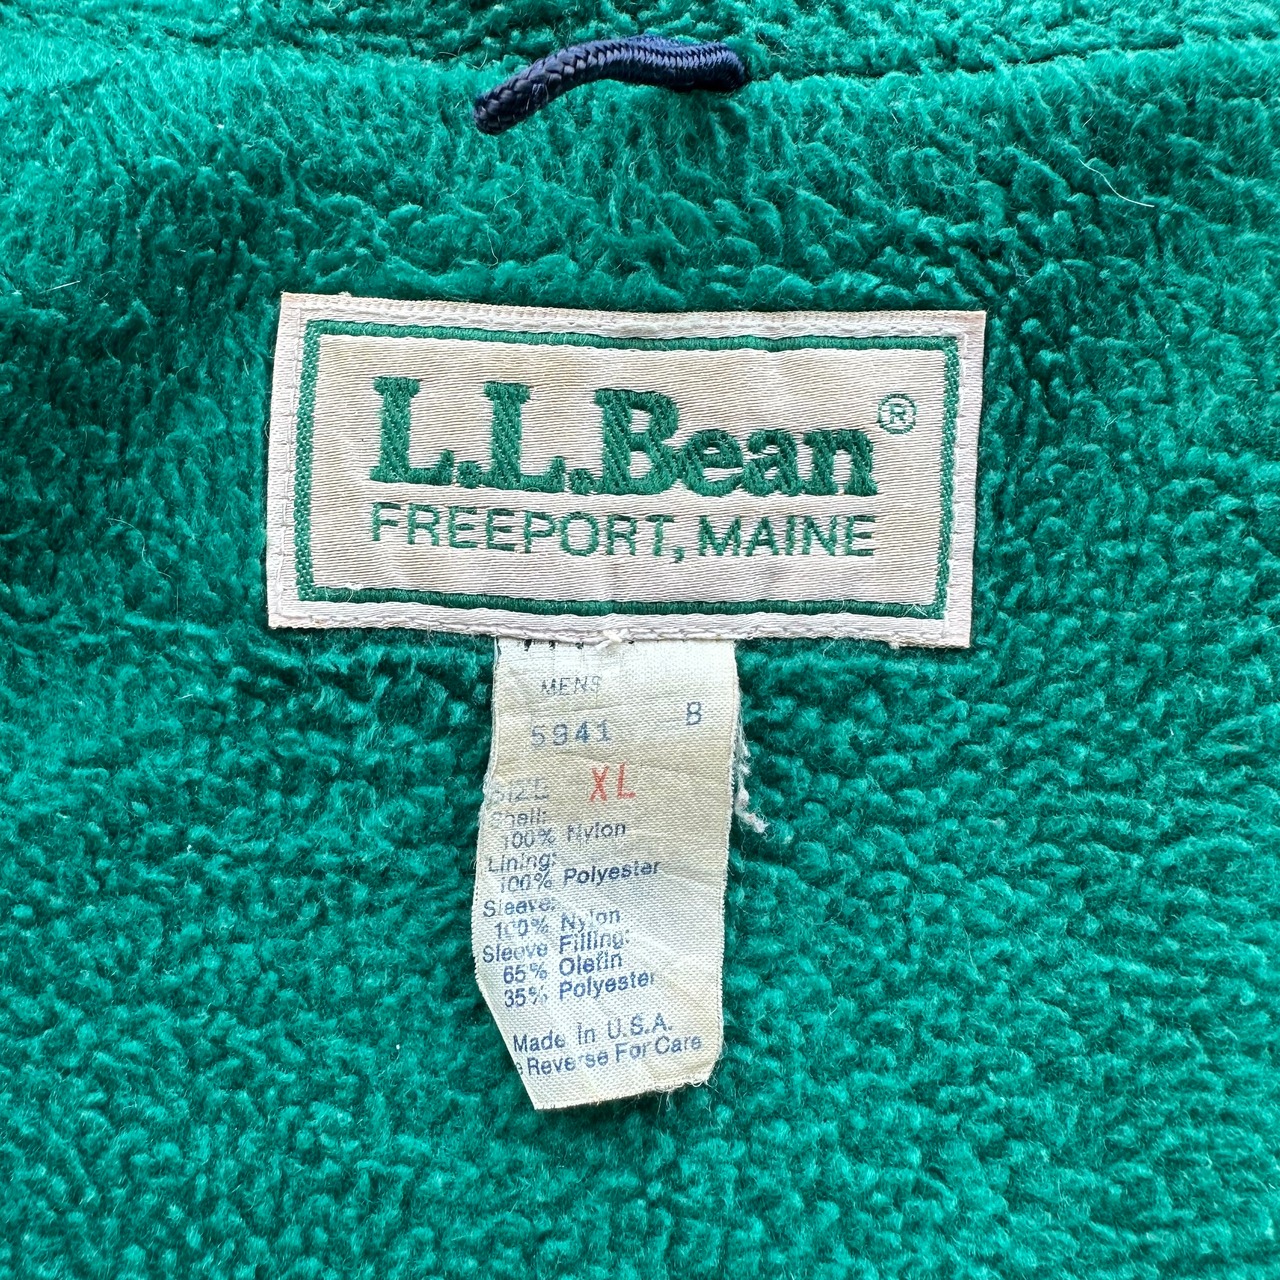 L.L.Bean®
FREEPORT, MAINE
MENS
5941 B
SIZE XL
Shell:
100% Nylon
Lining:
100% Polyester
Sleeve:
100% Nylon
Sleeve Filling:
65% Olefin
35% Polyester
Made in U.S.A.
Reverse For Care